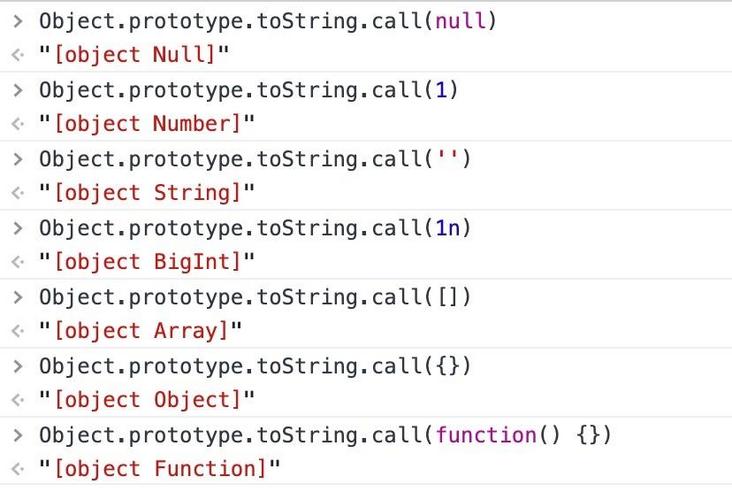 > Object.prototype.toString.call(null)
<· "[object Null]"
> Object.prototype.toString.call(1)
<· "[object Number]"
> Object.prototype.toString.call('')
<· "[object String]"
> Object.prototype.toString.call(1n)
<· "[object BigInt]"
> Object.prototype.toString.call([])
<· "[object Array]"
> Object.prototype.toString.call({})
<· "[object Object]"
> Object.prototype.toString.call(function() {})
<· "[object Function]"